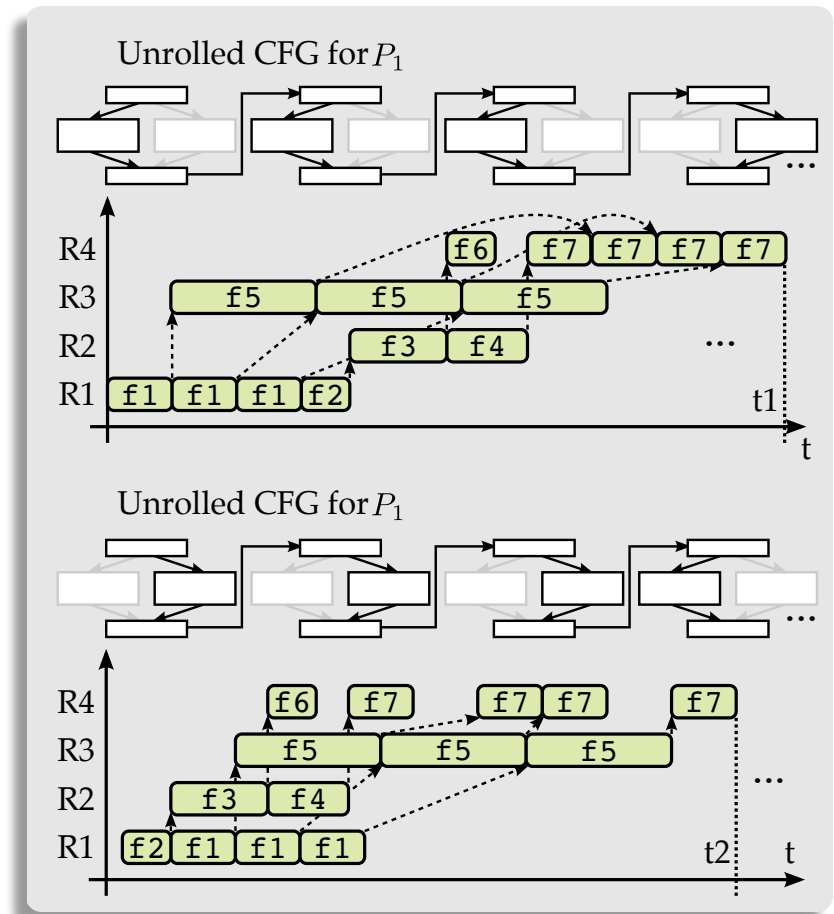 Unrolled CFG for P1
...
R4 f6 f7 f7 f7 f7
R3 f5 f5 f5
R2 f3 f4 ...
R1 f1 f1 f1 f2 t1
t
Unrolled CFG for P1
...
R4 f6 f7 f7 f7 f7
R3 f5 f5 f5
...
R2 f3 f4
R1 f2 f1 f1 f1 t2 t